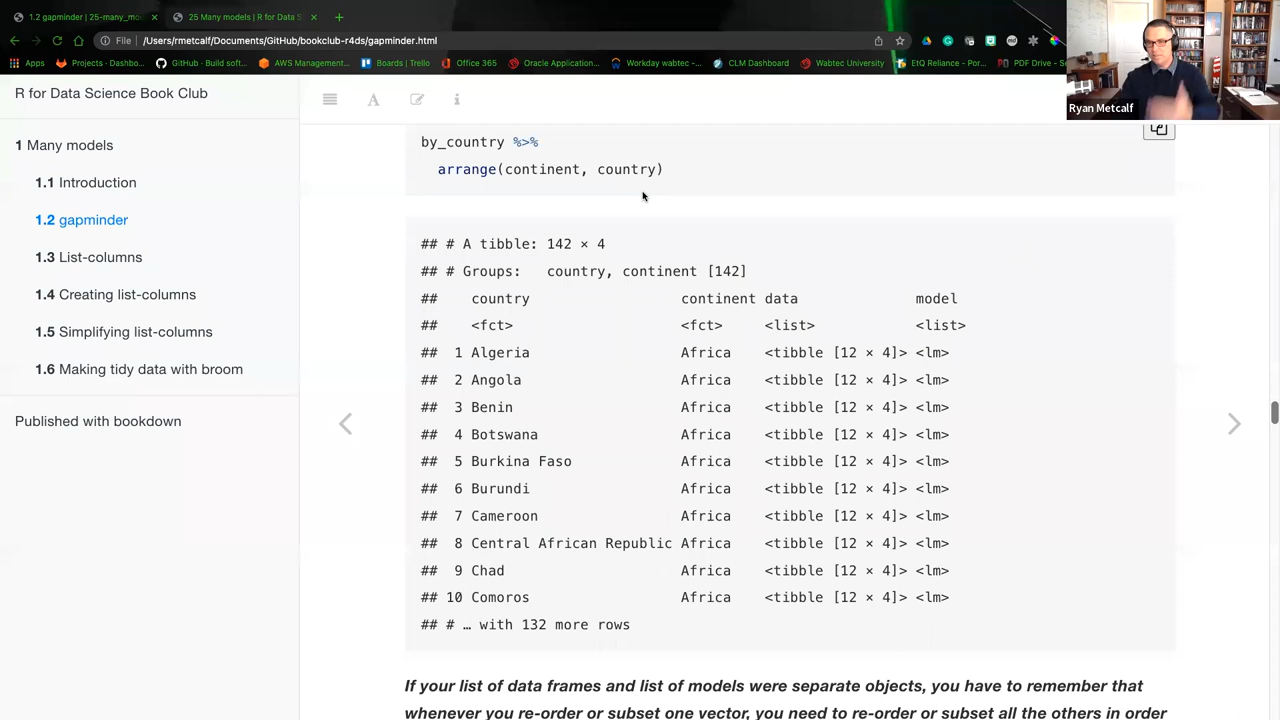 1.2 gapminder | 25-many_mo
25 Many models | R for Data S
File | /Users/rmetcalf/Documents/GitHub/bookclub-r4ds/gapminder.html
Apps Projects · Dashbo... GitHub · Build soft... AWS Management... Boards | Trello Office 365 Oracle Application... Workday wabtec -... CLM Dashboard Wabtec University EtQ Reliance - Por... PDF Drive - Se
Ryan Metcalf
R for Data Science Book Club
1 Many models
1.1 Introduction
1.2 gapminder
1.3 List-columns
1.4 Creating list-columns
1.5 Simplifying list-columns
1.6 Making tidy data with broom
Published with bookdown
by_country %>%
arrange(continent, country)
## # A tibble: 142 × 4
## # Groups: country, continent [142]
## country continent data model
## <fct> <fct> <list> <list>
## 1 Algeria Africa <tibble [12 × 4]> <lm>
## 2 Angola Africa <tibble [12 × 4]> <lm>
## 3 Benin Africa <tibble [12 × 4]> <lm>
## 4 Botswana Africa <tibble [12 × 4]> <lm>
## 5 Burkina Faso Africa <tibble [12 × 4]> <lm>
## 6 Burundi Africa <tibble [12 × 4]> <lm>
## 7 Cameroon Africa <tibble [12 × 4]> <lm>
## 8 Central African Republic Africa <tibble [12 × 4]> <lm>
## 9 Chad Africa <tibble [12 × 4]> <lm>
## 10 Comoros Africa <tibble [12 × 4]> <lm>
## # … with 132 more rows
If your list of data frames and list of models were separate objects, you have to remember that
whenever you re-order or subset one vector, you need to re-order or subset all the others in order